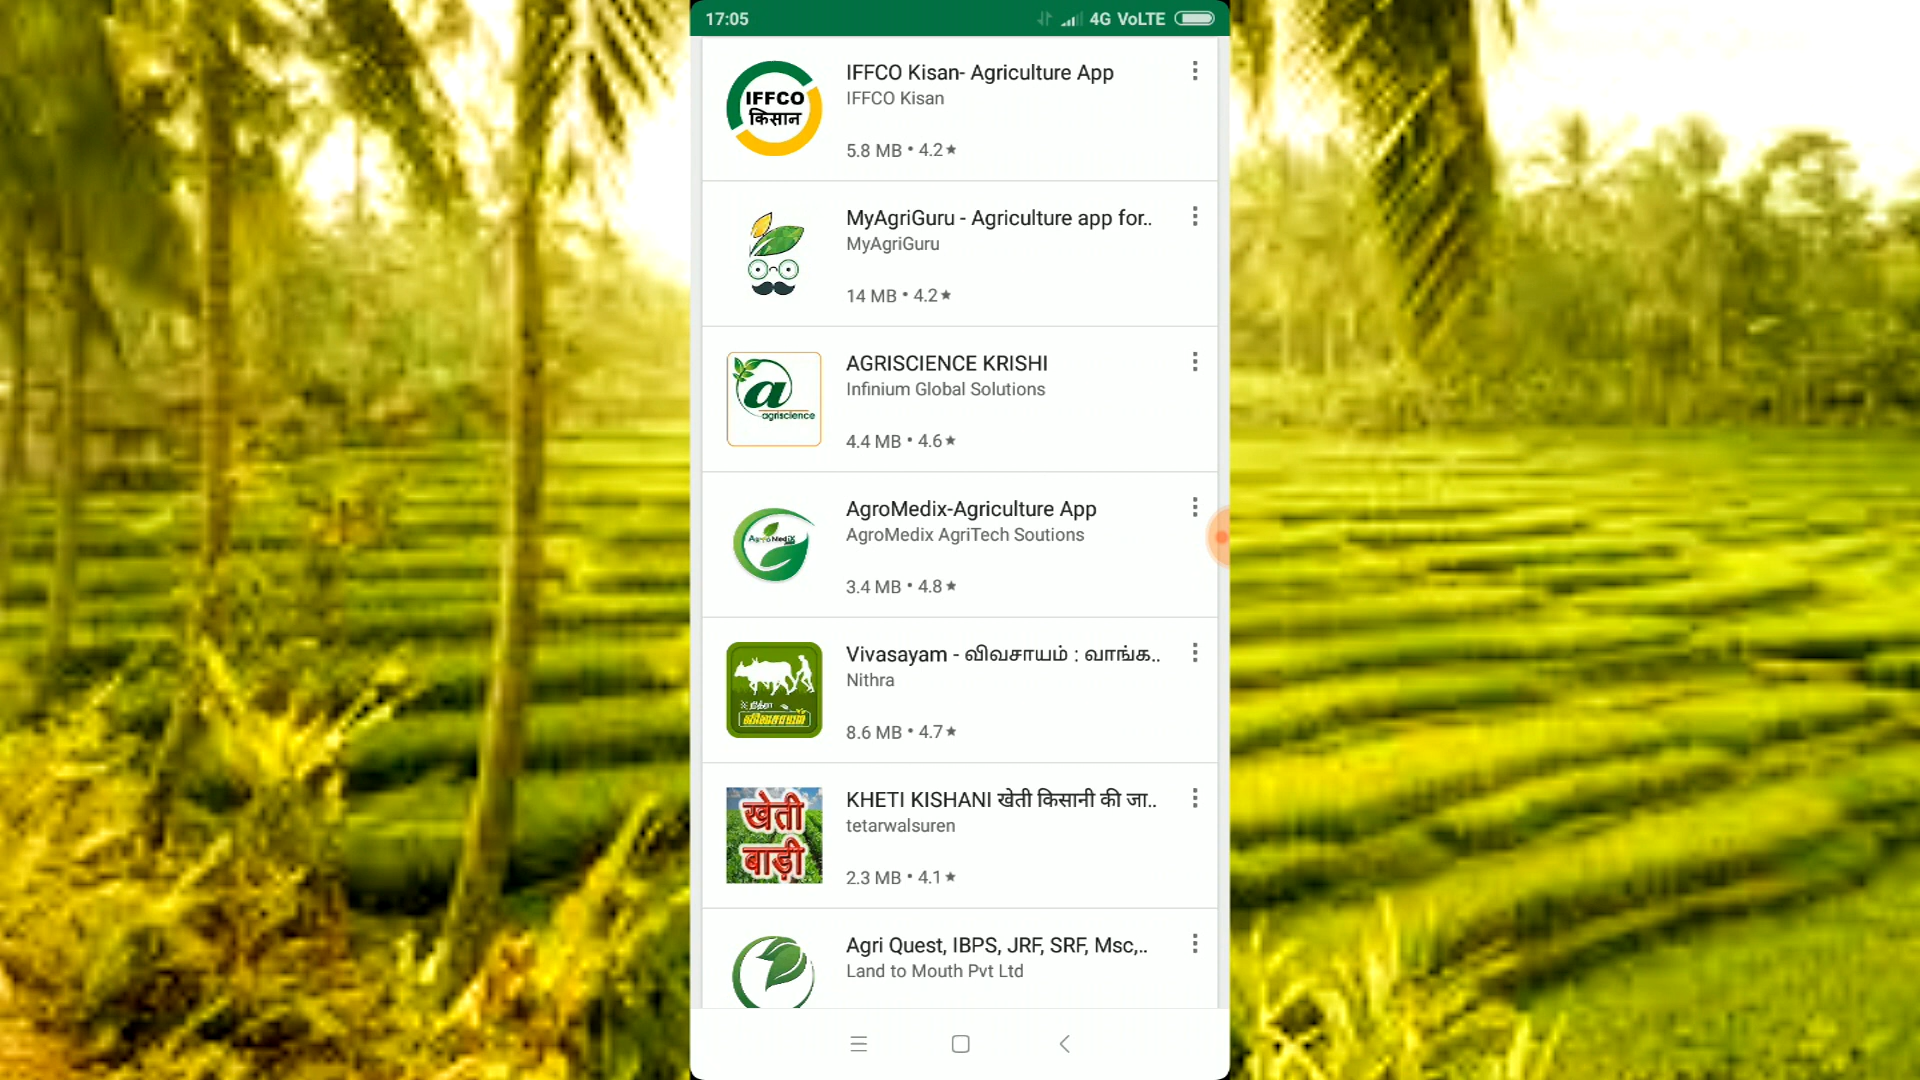 17:05
4G VoLTE
IFFCO
किसान
IFFCO Kisan- Agriculture App
IFFCO Kisan
5.8 MB • 4.2★
MyAgriGuru - Agriculture app for..
MyAgriGuru
14 MB • 4.2★
a
agriscience
AGRISCIENCE KRISHI
Infinium Global Solutions
4.4 MB • 4.6★
AgroMediX
AgroMedix-Agriculture App
AgroMedix AgriTech Soutions
3.4 MB • 4.8★
நித்ரா
விவசாயம்
Vivasayam - விவசாயம் : வாங்க..
Nithra
8.6 MB • 4.7★
खेती
बाड़ी
KHETI KISHANI खेती किसानी की जा..
tetarwalsuren
2.3 MB • 4.1★
Agri Quest, IBPS, JRF, SRF, Msc,..
Land to Mouth Pvt Ltd